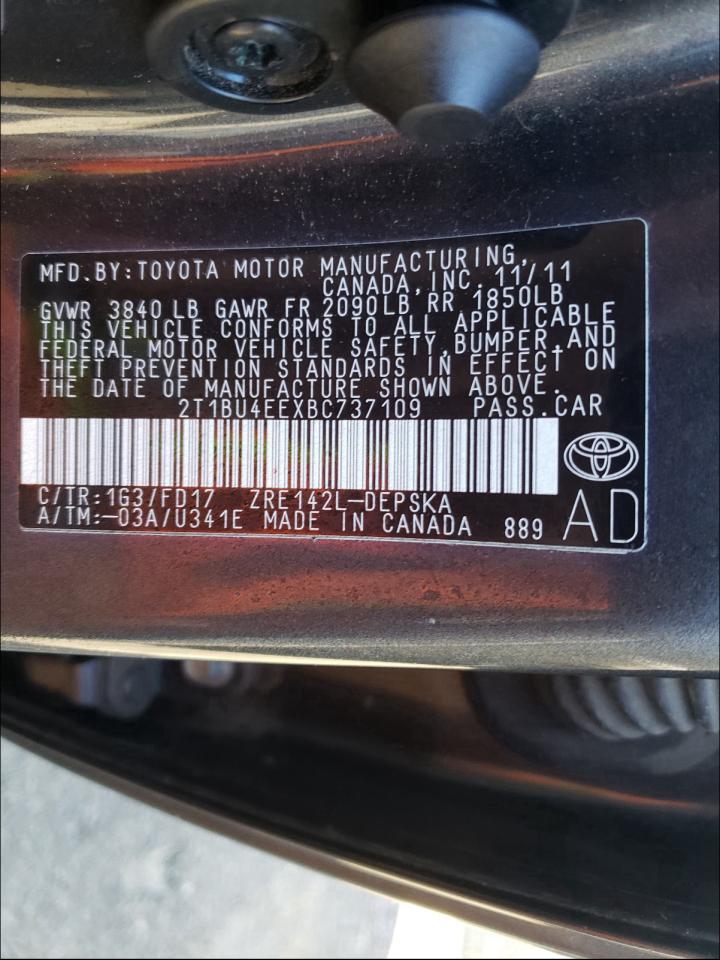 MFD.BY:TOYOTA MOTOR MANUFACTURING,
CANADA,INC. 11/11
GVWR 3840 LB GAWR FR 2090LB,RR 1850LB
THIS VEHICLE CONFORMS TO ALL APPLICABLE
FEDERAL MOTOR VEHICLE SAFETY,BUMPER,AND
THEFT PREVENTION STANDARDS IN EFFECT ON
THE DATE OF MANUFACTURE SHOWN ABOVE.
2T1BU4EEXBC737109 PASS.CAR
C/TR:1G3/FD17 ZRE142L-DEPSKA
A/TM:-03A/U341E MADE IN CANADA 889 AD